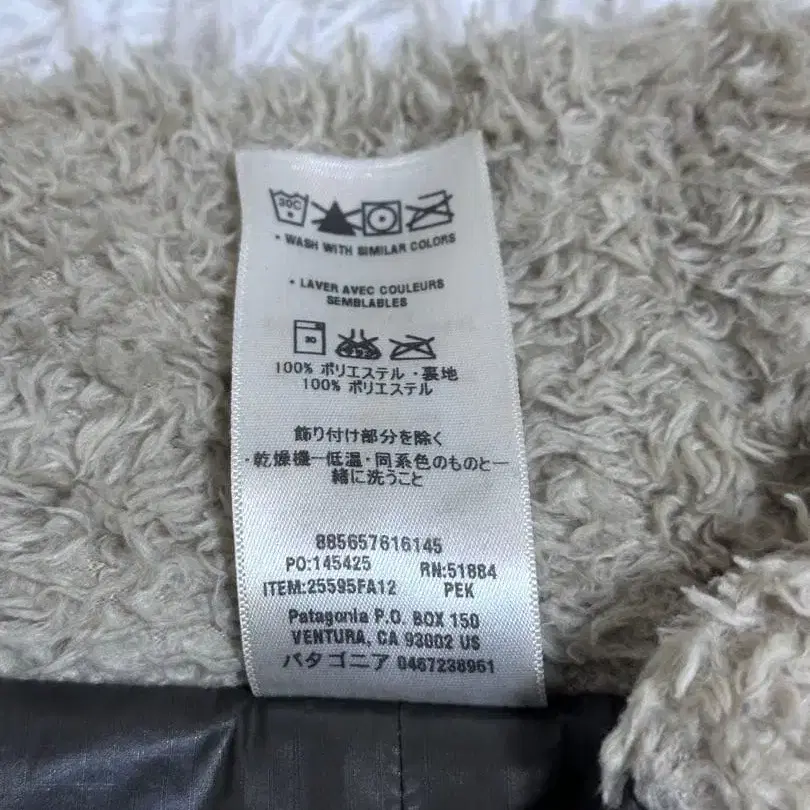 30C
• WASH WITH SIMILAR COLORS
• LAVER AVEC COULEURS
SEMBLABLES
30
100% ポリエステル・裏地
100% ポリエステル
飾り付け部分を除く
・乾燥機ー低温・同系色のものと一
緒に洗うこと
885657616145
PO:145425 RN:51884
ITEM:25595FA12 PEK
Patagonia P.O. BOX 150
VENTURA, CA 93002 US
パタゴニア 0467238961